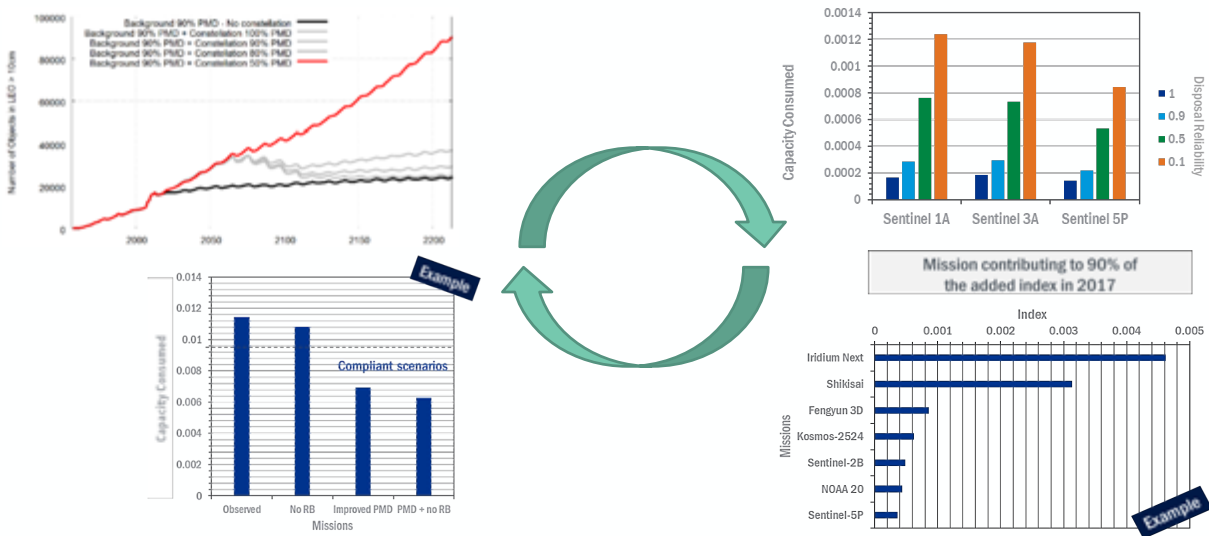 Background 90% PMD - No constellation
Background 90% PMD + Constellation 100% PMD
Background 90% PMD + Constellation 90% PMD
Background 90% PMD + Constellation 80% PMD
Background 90% PMD + Constellation 50% PMD
Number of Objects in LEO > 10cm
100000
80000
60000
40000
20000
0
2000
2050
2100
2150
2200
0.0014
0.0012
0.001
0.0008
0.0006
0.0004
0.0002
0
Capacity Consumed
Sentinel 1A
Sentinel 3A
Sentinel 5P
1
0.9
0.5
0.1
Disposal Reliability
Example
0.014
0.012
0.01
0.008
0.006
0.004
0.002
0
Capacity Consumed
Compliant scenarios
Observed
No RB
Improved PMD
PMD + no RB
Missions
Mission contributing to 90% of
the added index in 2017
Index
0
0.001
0.002
0.003
0.004
0.005
Missions
Iridium Next
Shikisai
Fengyun 3D
Kosmos-2524
Sentinel-2B
NOAA 20
Sentinel-5P
Example